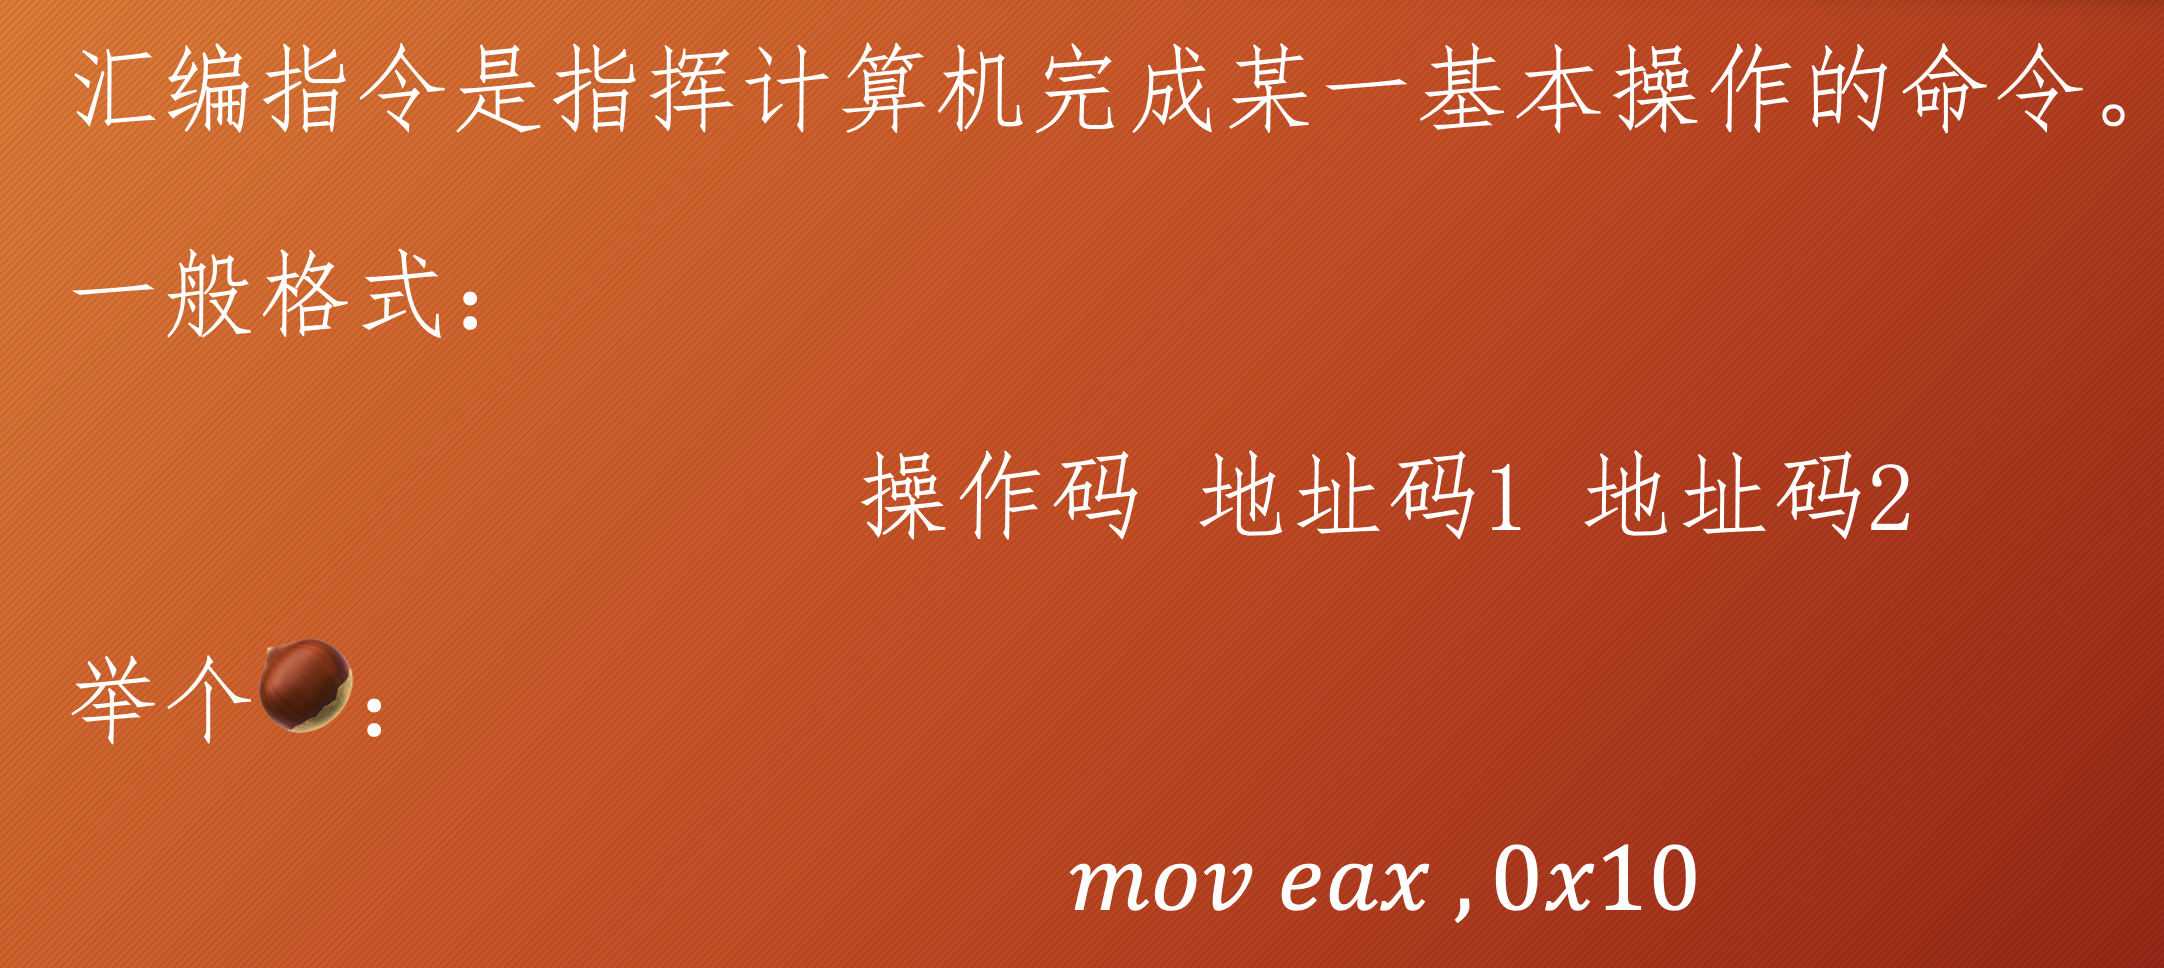 汇编指令是指挥计算机完成某一基本操作的命令。
一般格式：
操作码 地址码1 地址码2
举个🌰：
mov eax ,0x10